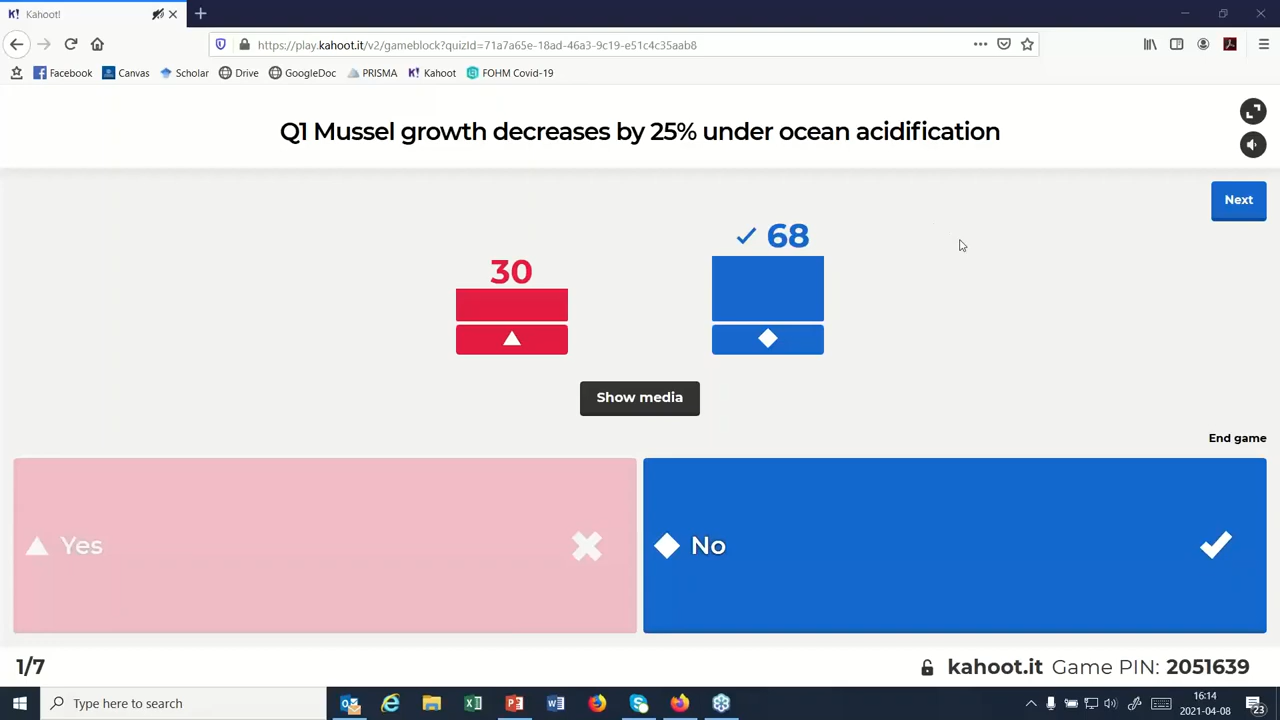 K! Kahoot!
https://play.kahoot.it/v2/gameblock?quizId=71a7a65e-18ad-46a3-9c19-e51c4c35aab8
Facebook Canvas Scholar Drive GoogleDoc PRISMA K! Kahoot FOHM Covid-19
Q1 Mussel growth decreases by 25% under ocean acidification
Next
68
30
Show media
End game
Yes
No
1/7
kahoot.it Game PIN: 2051639
Type here to search
16:14
2021-04-08
23